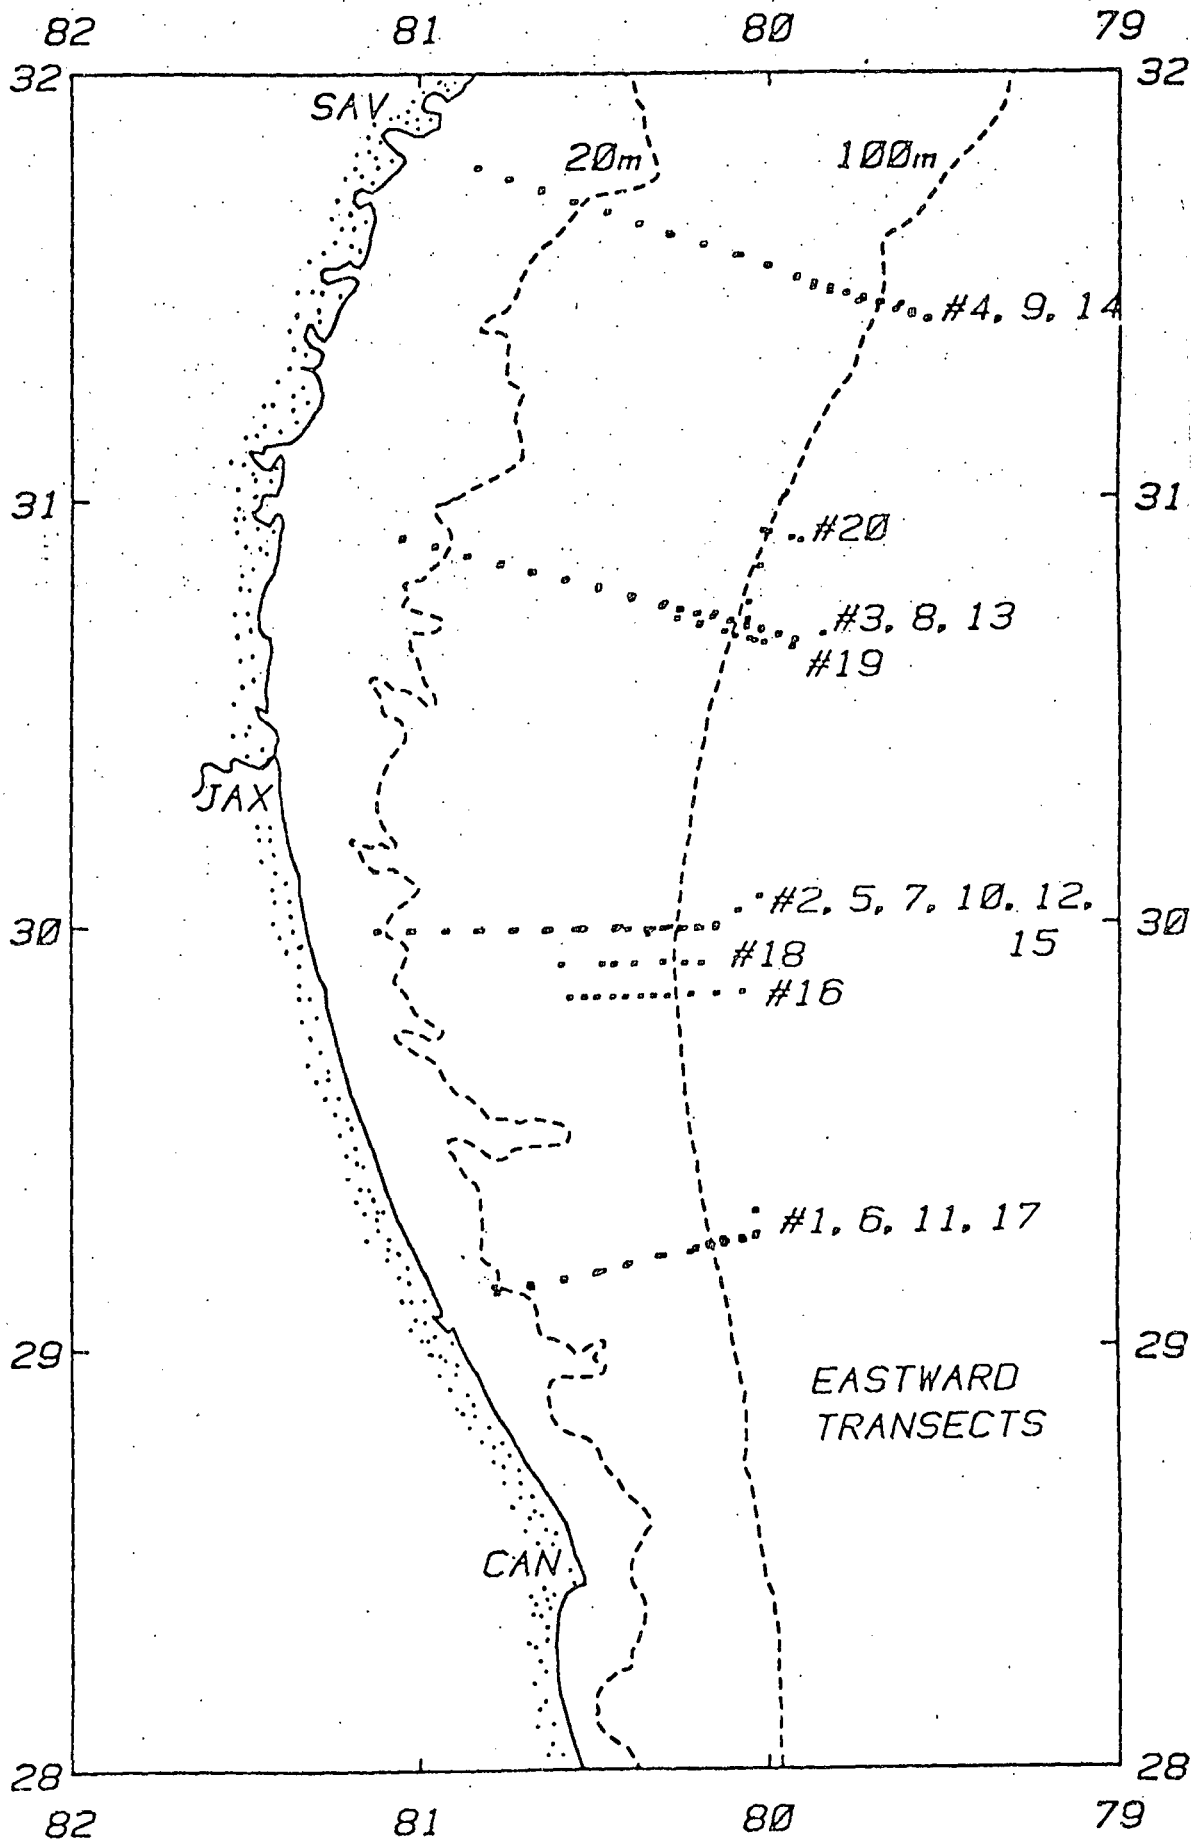 82 81 80 79
32 32
SAV
20m 100m
#4, 9, 14
31 31
#20
#3, 8, 13
#19
JAX
#2, 5, 7, 10, 12,
30 30
15
#18
#16
#1, 6, 11, 17
29 29
EASTWARD
TRANSECTS
CAN
28 28
82 81 80 79